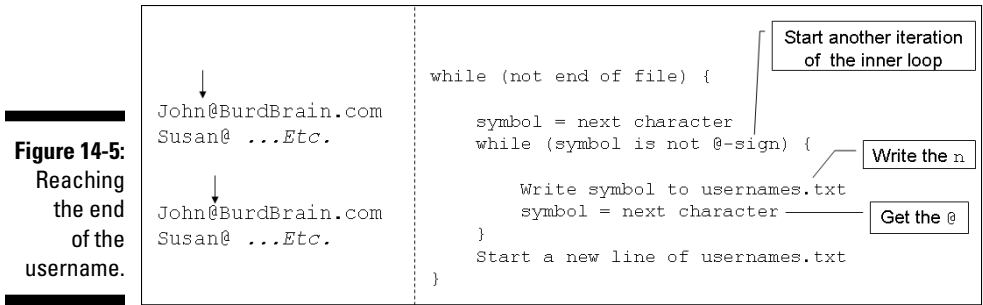 Figure 14-5:
Reaching
the end
of the
username.
John@BurdBrain.com
Susan@ ...Etc.
John@BurdBrain.com
Susan@ ...Etc.
Start another iteration
of the inner loop
while (not end of file) {
symbol = next character
while (symbol is not @-sign) {
Write the n
Write symbol to usernames.txt
symbol = next character
Get the @
}
Start a new line of usernames.txt
}